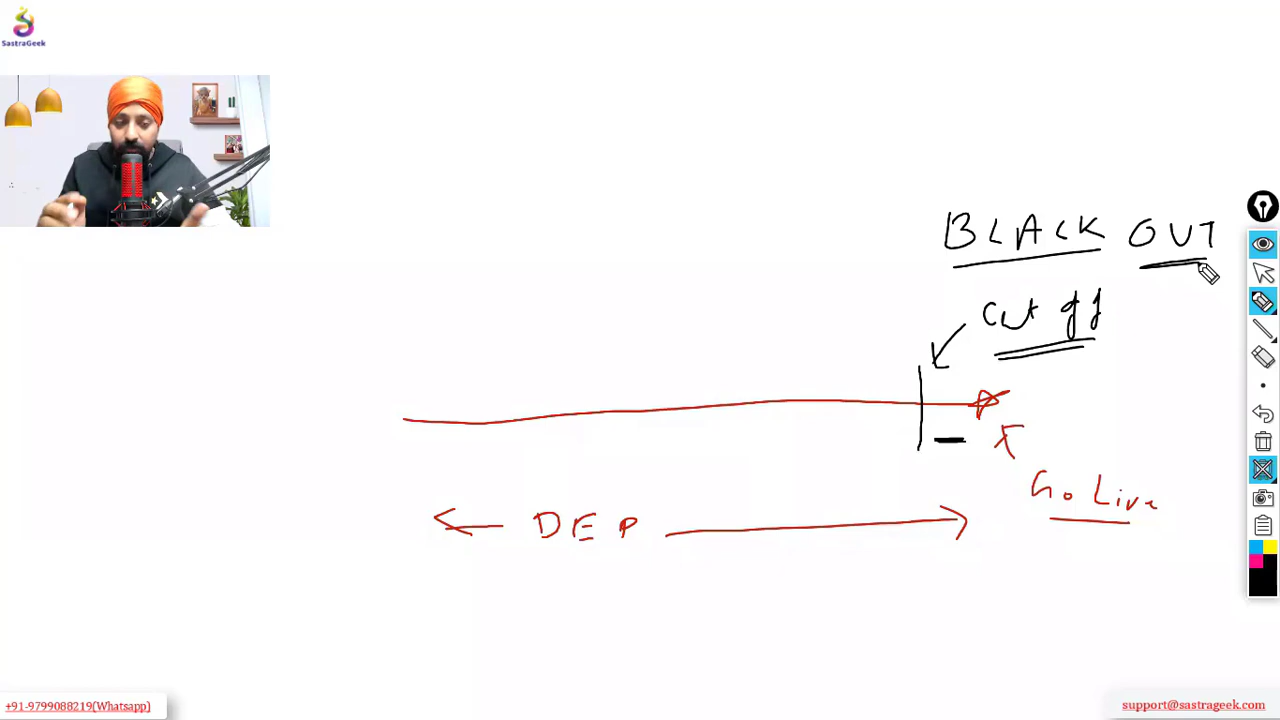 SastraGeek
BLACK OUT
Cut off
Go Live
DEP
+91-9799088219(Whatsapp)
support@sastrageek.com